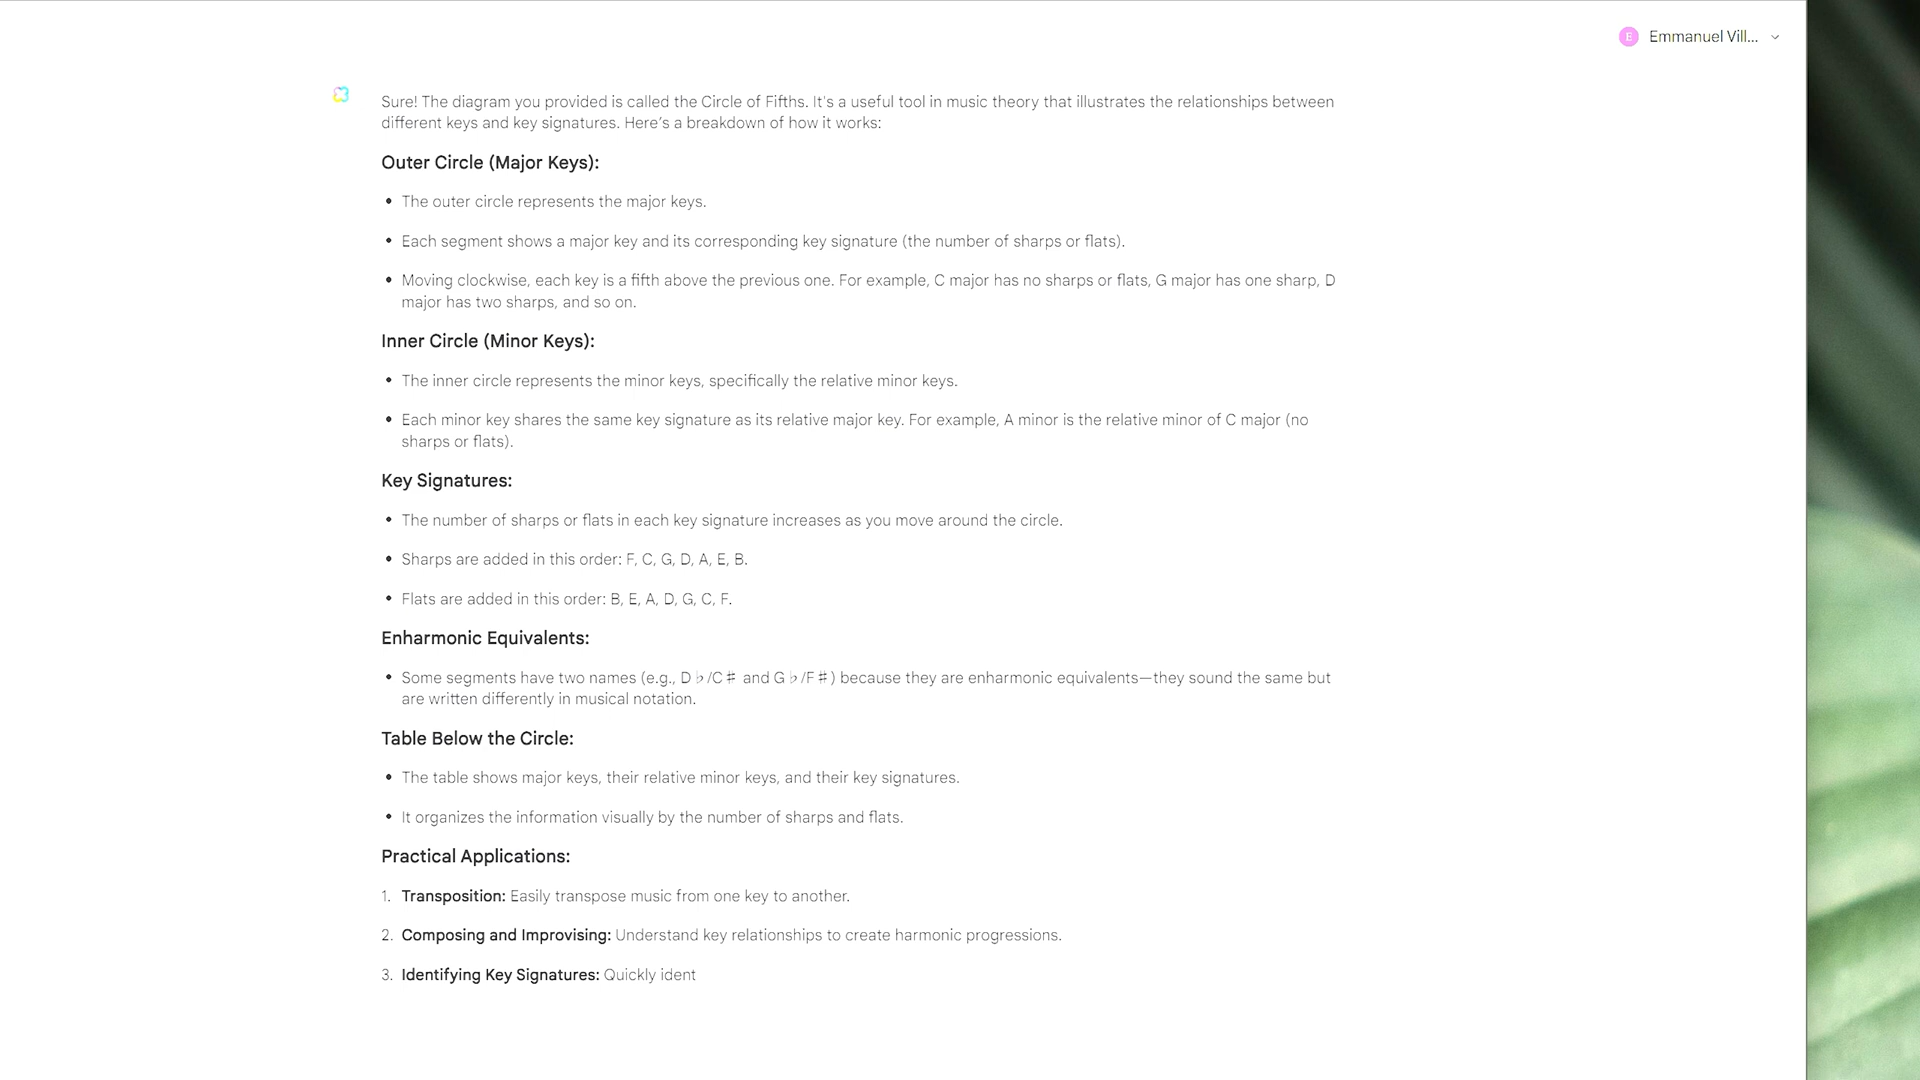 E Emmanuel Vill...
Sure! The diagram you provided is called the Circle of Fifths. It's a useful tool in music theory that illustrates the relationships between
different keys and key signatures. Here's a breakdown of how it works:
Outer Circle (Major Keys):
• The outer circle represents the major keys.
• Each segment shows a major key and its corresponding key signature (the number of sharps or flats).
• Moving clockwise, each key is a fifth above the previous one. For example, C major has no sharps or flats, G major has one sharp, D
major has two sharps, and so on.
Inner Circle (Minor Keys):
• The inner circle represents the minor keys, specifically the relative minor keys.
• Each minor key shares the same key signature as its relative major key. For example, A minor is the relative minor of C major (no
sharps or flats).
Key Signatures:
• The number of sharps or flats in each key signature increases as you move around the circle.
• Sharps are added in this order: F, C, G, D, A, E, B.
• Flats are added in this order: B, E, A, D, G, C, F.
Enharmonic Equivalents:
• Some segments have two names (e.g., D♭/C♯ and G♭/F♯) because they are enharmonic equivalents—they sound the same but
are written differently in musical notation.
Table Below the Circle:
• The table shows major keys, their relative minor keys, and their key signatures.
• It organizes the information visually by the number of sharps and flats.
Practical Applications:
1. Transposition: Easily transpose music from one key to another.
2. Composing and Improvising: Understand key relationships to create harmonic progressions.
3. Identifying Key Signatures: Quickly ident